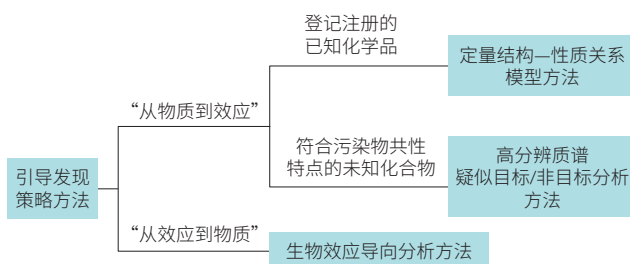 登记注册的
已知化学品
定量结构—性质关系
模型方法
“从物质到效应”
符合污染物共性
特点的未知化合物
高分辨质谱
疑似目标/非目标分析
方法
引导发现
策略方法
“从效应到物质”
生物效应导向分析方法